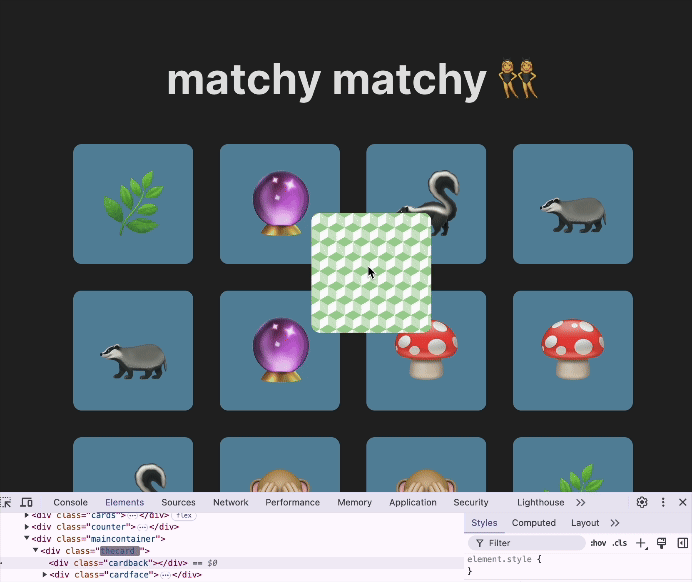 matchy matchy 👯
Console Elements Sources Network Performance Memory Application Security Lighthouse >>
<div class="cards"> ⋯ </div> flex
<div class="counter"> ⋯ </div>
<div class="maincontainer">
<div class="thecard">
<div class="cardback"></div> == $0
<div class="cardface"> ⋯ </div>
Styles Computed Layout >>
Filter :hov .cls
element.style {
}